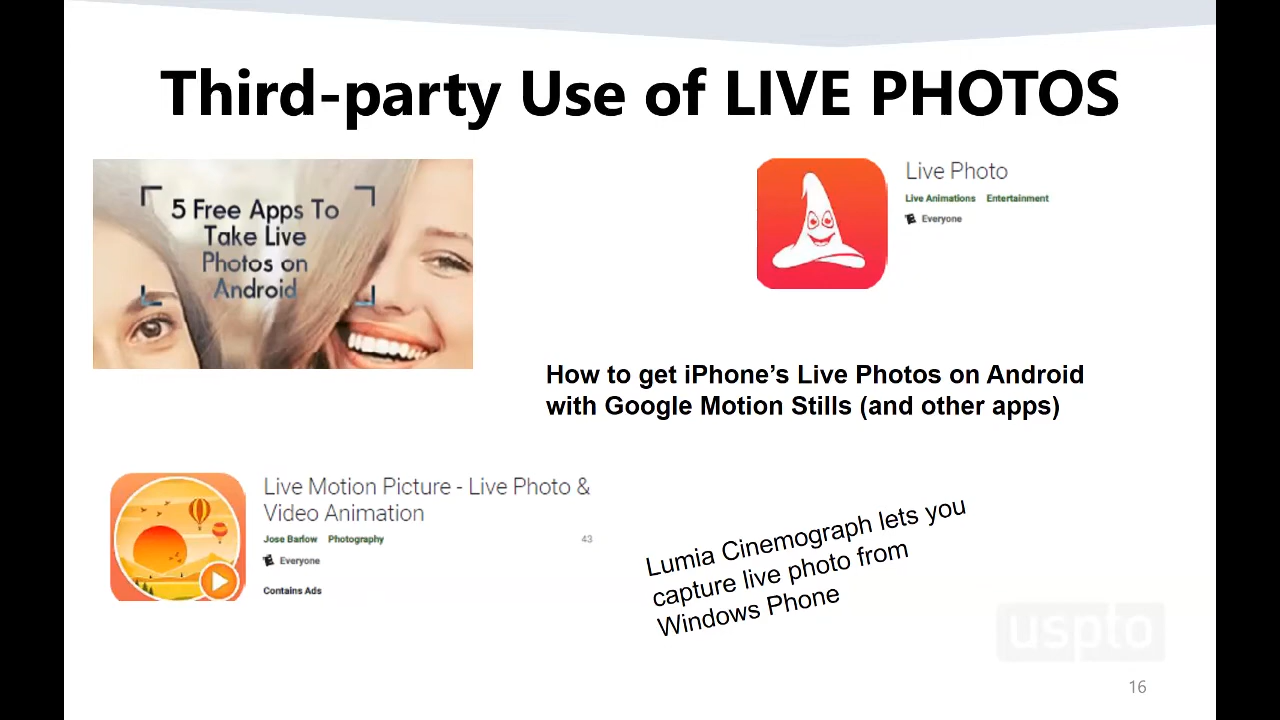 Third-party Use of LIVE PHOTOS
5 Free Apps To
Take Live
Photos on
Android
Live Photo
Live Animations Entertainment
Everyone
How to get iPhone’s Live Photos on Android
with Google Motion Stills (and other apps)
Live Motion Picture - Live Photo &
Video Animation
Jose Barlow Photography 43
Everyone
Contains Ads
Lumia Cinemograph lets you
capture live photo from
Windows Phone
uspto
16